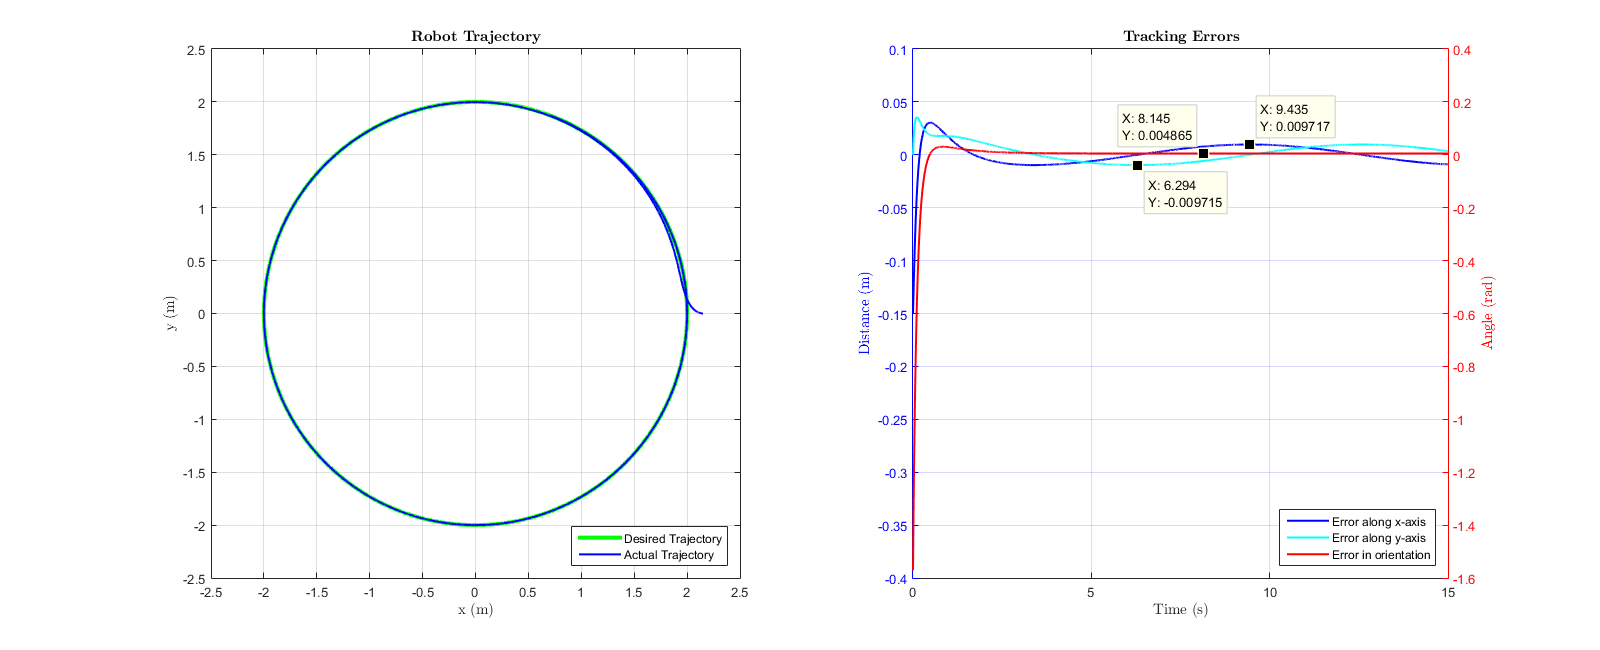 Robot Trajectory
2.5
2
1.5
1
0.5
0
-0.5
-1
-1.5
-2
-2.5
y (m)
-2.5 -2 -1.5 -1 -0.5 0 0.5 1 1.5 2 2.5
x (m)
Desired Trajectory
Actual Trajectory
Tracking Errors
0.1
0.05
0
-0.05
-0.1
-0.15
-0.2
-0.25
-0.3
-0.35
-0.4
Distance (m)
X: 8.145
Y: 0.004865
X: 9.435
Y: 0.009717
X: 6.294
Y: -0.009715
0.4
0.2
0
-0.2
-0.4
-0.6
-0.8
-1
-1.2
-1.4
-1.6
Angle (rad)
Error along x-axis
Error along y-axis
Error in orientation
0 5 10 15
Time (s)